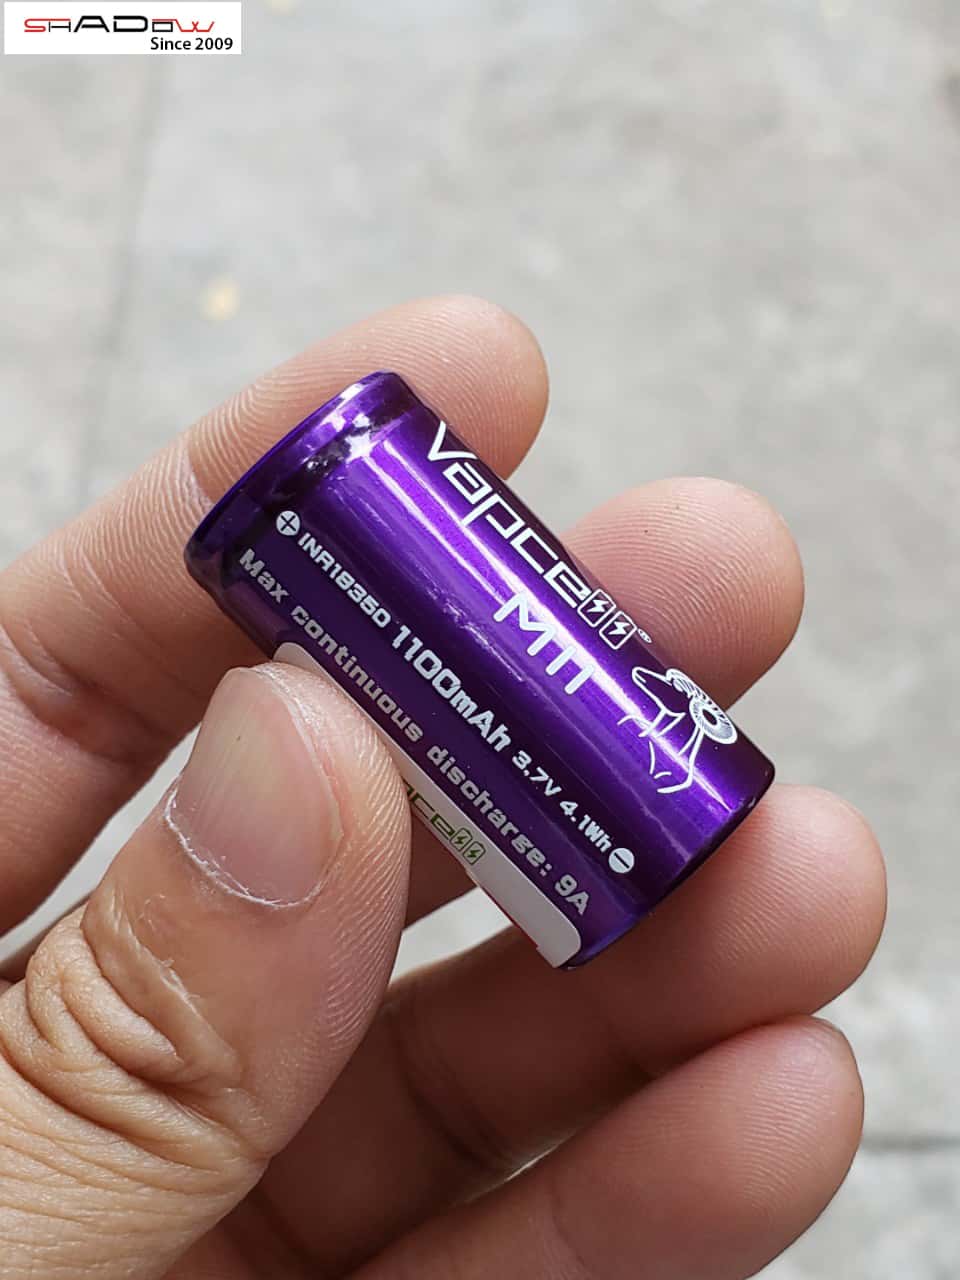 SHADOW
Since 2009
Vapcell®
M11
INR18350 1100mAh 3.7V 4.1Wh
Max continuous discharge: 9A